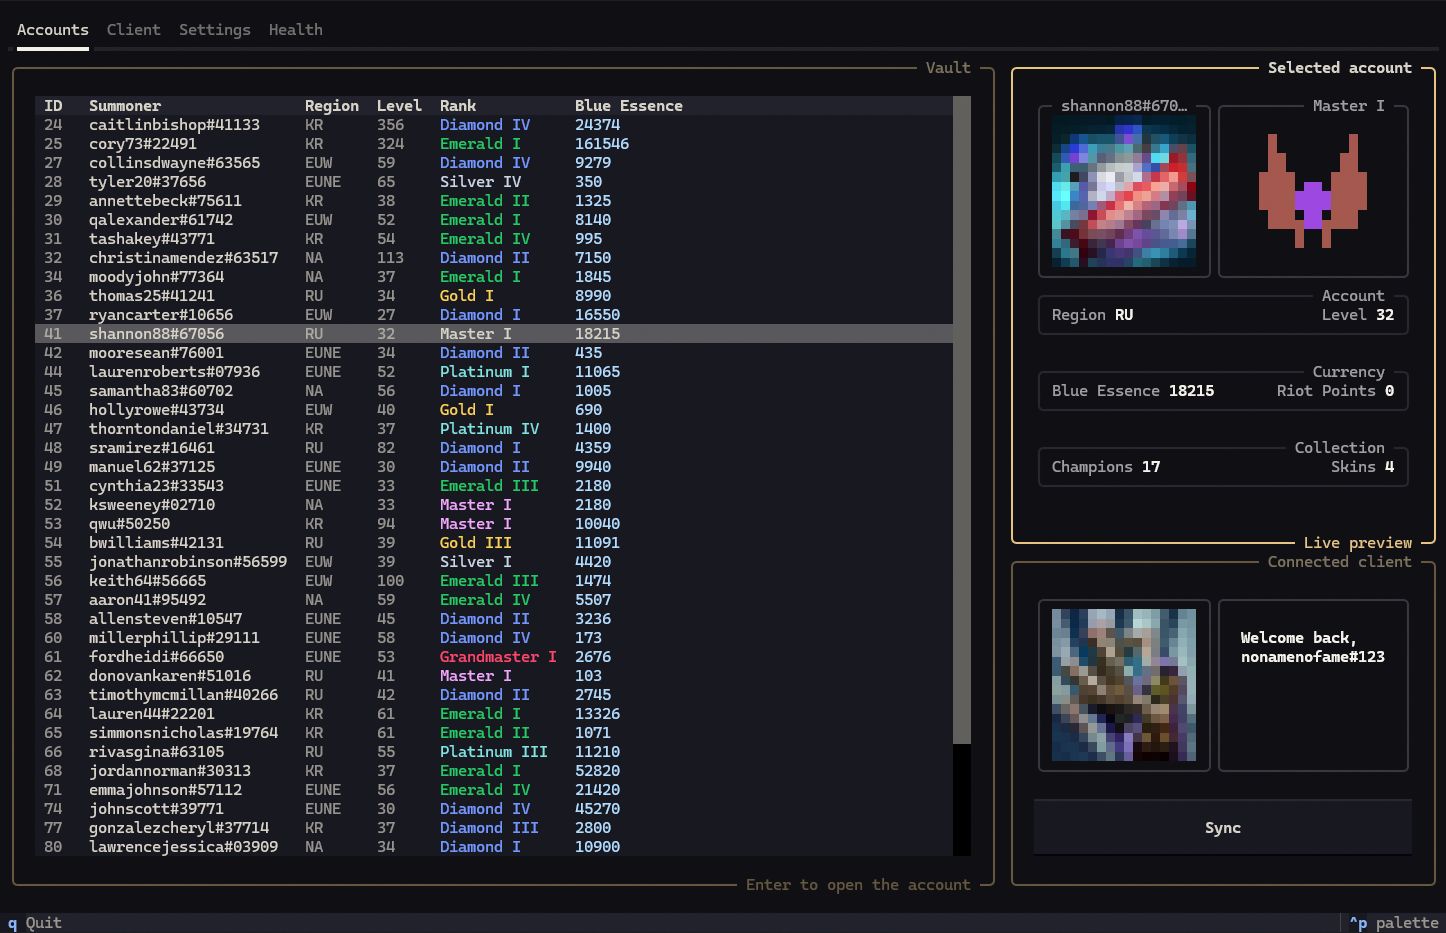 Accounts Client Settings Health
Vault
ID Summoner Region Level Rank Blue Essence
24 caitlinbishop#41133 KR 356 Diamond IV 24374
25 cory73#22491 KR 324 Emerald I 161546
27 collinsdwayne#63565 EUW 59 Diamond IV 9279
28 tyler20#37656 EUNE 65 Silver IV 350
29 annettebeck#75611 KR 38 Emerald II 1325
30 qalexander#61742 EUW 52 Emerald I 8140
31 tashakey#43771 KR 54 Emerald IV 995
32 christinamendez#63517 NA 113 Diamond II 7150
34 moodyjohn#77364 NA 37 Emerald I 1845
36 thomas25#41241 RU 34 Gold I 8990
37 ryancarter#10656 EUW 27 Diamond I 16550
41 shannon88#67056 RU 32 Master I 18215
42 mooresean#76001 EUNE 34 Diamond II 435
44 laurenroberts#07936 EUNE 52 Platinum I 11065
45 samantha83#60702 NA 56 Diamond I 1005
46 hollyrowe#43734 EUW 40 Gold I 690
47 thorntondaniel#34731 KR 37 Platinum IV 1400
48 sramirez#16461 RU 82 Diamond I 4359
49 manuel62#37125 EUNE 30 Diamond II 9940
51 cynthia23#33543 EUNE 33 Emerald III 2180
52 ksweeney#02710 NA 33 Master I 2180
53 qwu#50250 KR 94 Master I 10040
54 bwilliams#42131 RU 39 Gold III 11091
55 jonathanrobinson#56599 EUW 39 Silver I 4420
56 keith64#56665 EUW 100 Emerald III 1474
57 aaron41#95492 NA 59 Emerald IV 5507
58 allensteven#10547 EUNE 45 Diamond II 3236
60 millerphillip#29111 EUNE 58 Diamond IV 173
61 fordheidi#66650 EUNE 53 Grandmaster I 2676
62 donovankaren#51016 RU 41 Master I 103
63 timothymcmillan#40266 RU 42 Diamond II 2745
64 lauren44#22201 KR 61 Emerald I 13326
65 simmonsnicholas#19764 KR 61 Emerald II 1071
66 rivasgina#63105 RU 55 Platinum III 11210
68 jordannorman#30313 KR 37 Emerald I 52820
71 emmajohnson#57112 EUNE 56 Emerald IV 21420
74 johnscott#39771 EUNE 30 Diamond IV 45270
77 gonzalezcheryl#37714 KR 37 Diamond III 2800
80 lawrencejessica#03909 NA 34 Diamond I 10900
Enter to open the account
Selected account
shannon88#670… Master I
Account
Region RU Level 32
Currency
Blue Essence 18215 Riot Points 0
Collection
Champions 17 Skins 4
Live preview
Connected client
Welcome back,
nonamenofame#123
Sync
q Quit ^p palette